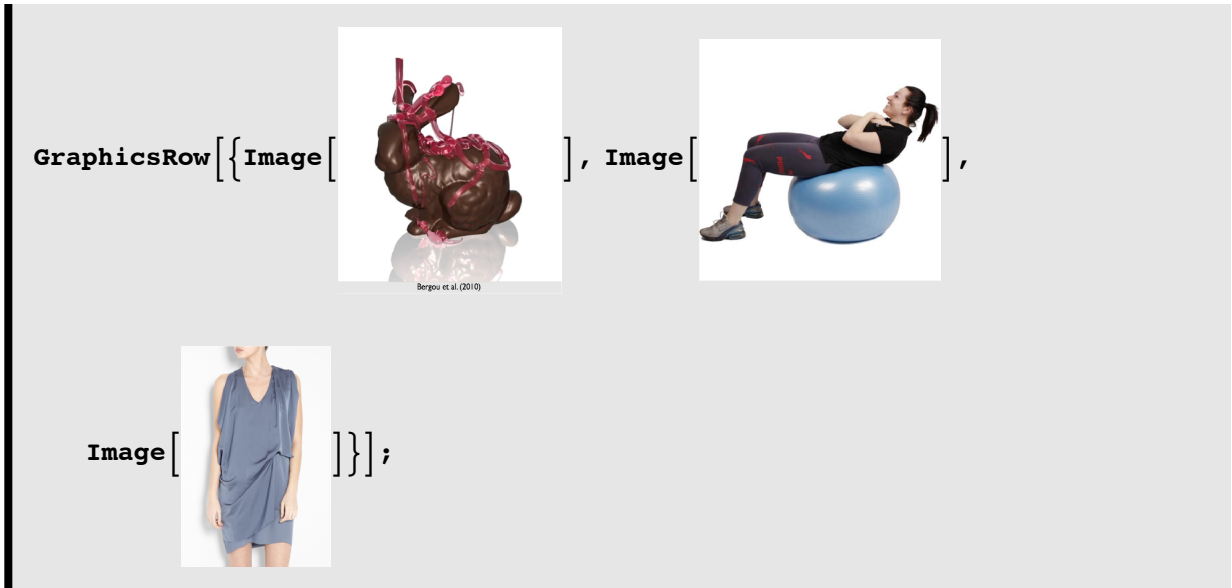 GraphicsRow[{Image[ ], Image[ ],
Bergou et al. (2010)
Image[ ]}];